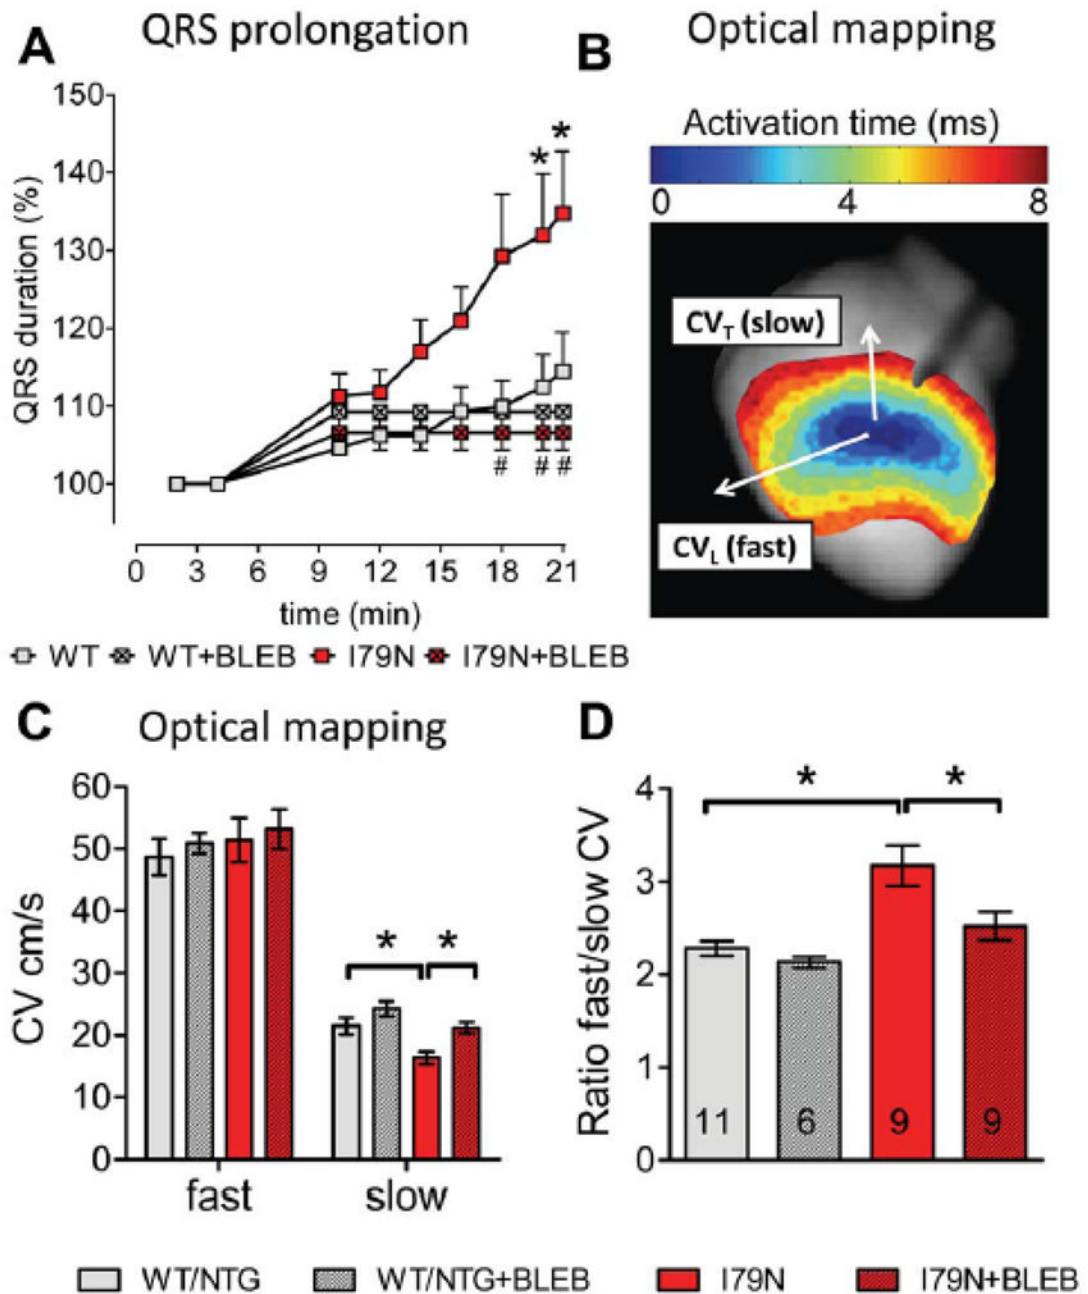 A
QRS prolongation
150
140
130
120
110
100
QRS duration (%)
*
*
#
#
#
0 3 6 9 12 15 18 21
time (min)
WT WT+BLEB I79N I79N+BLEB
B
Optical mapping
Activation time (ms)
0 4 8
CV_T (slow)
CV_L (fast)
C
Optical mapping
60
50
40
30
20
10
0
CV cm/s
* *
fast slow
D
4
3
2
1
0
Ratio fast/slow CV
* *
11 6 9 9
WT/NTG WT/NTG+BLEB I79N I79N+BLEB